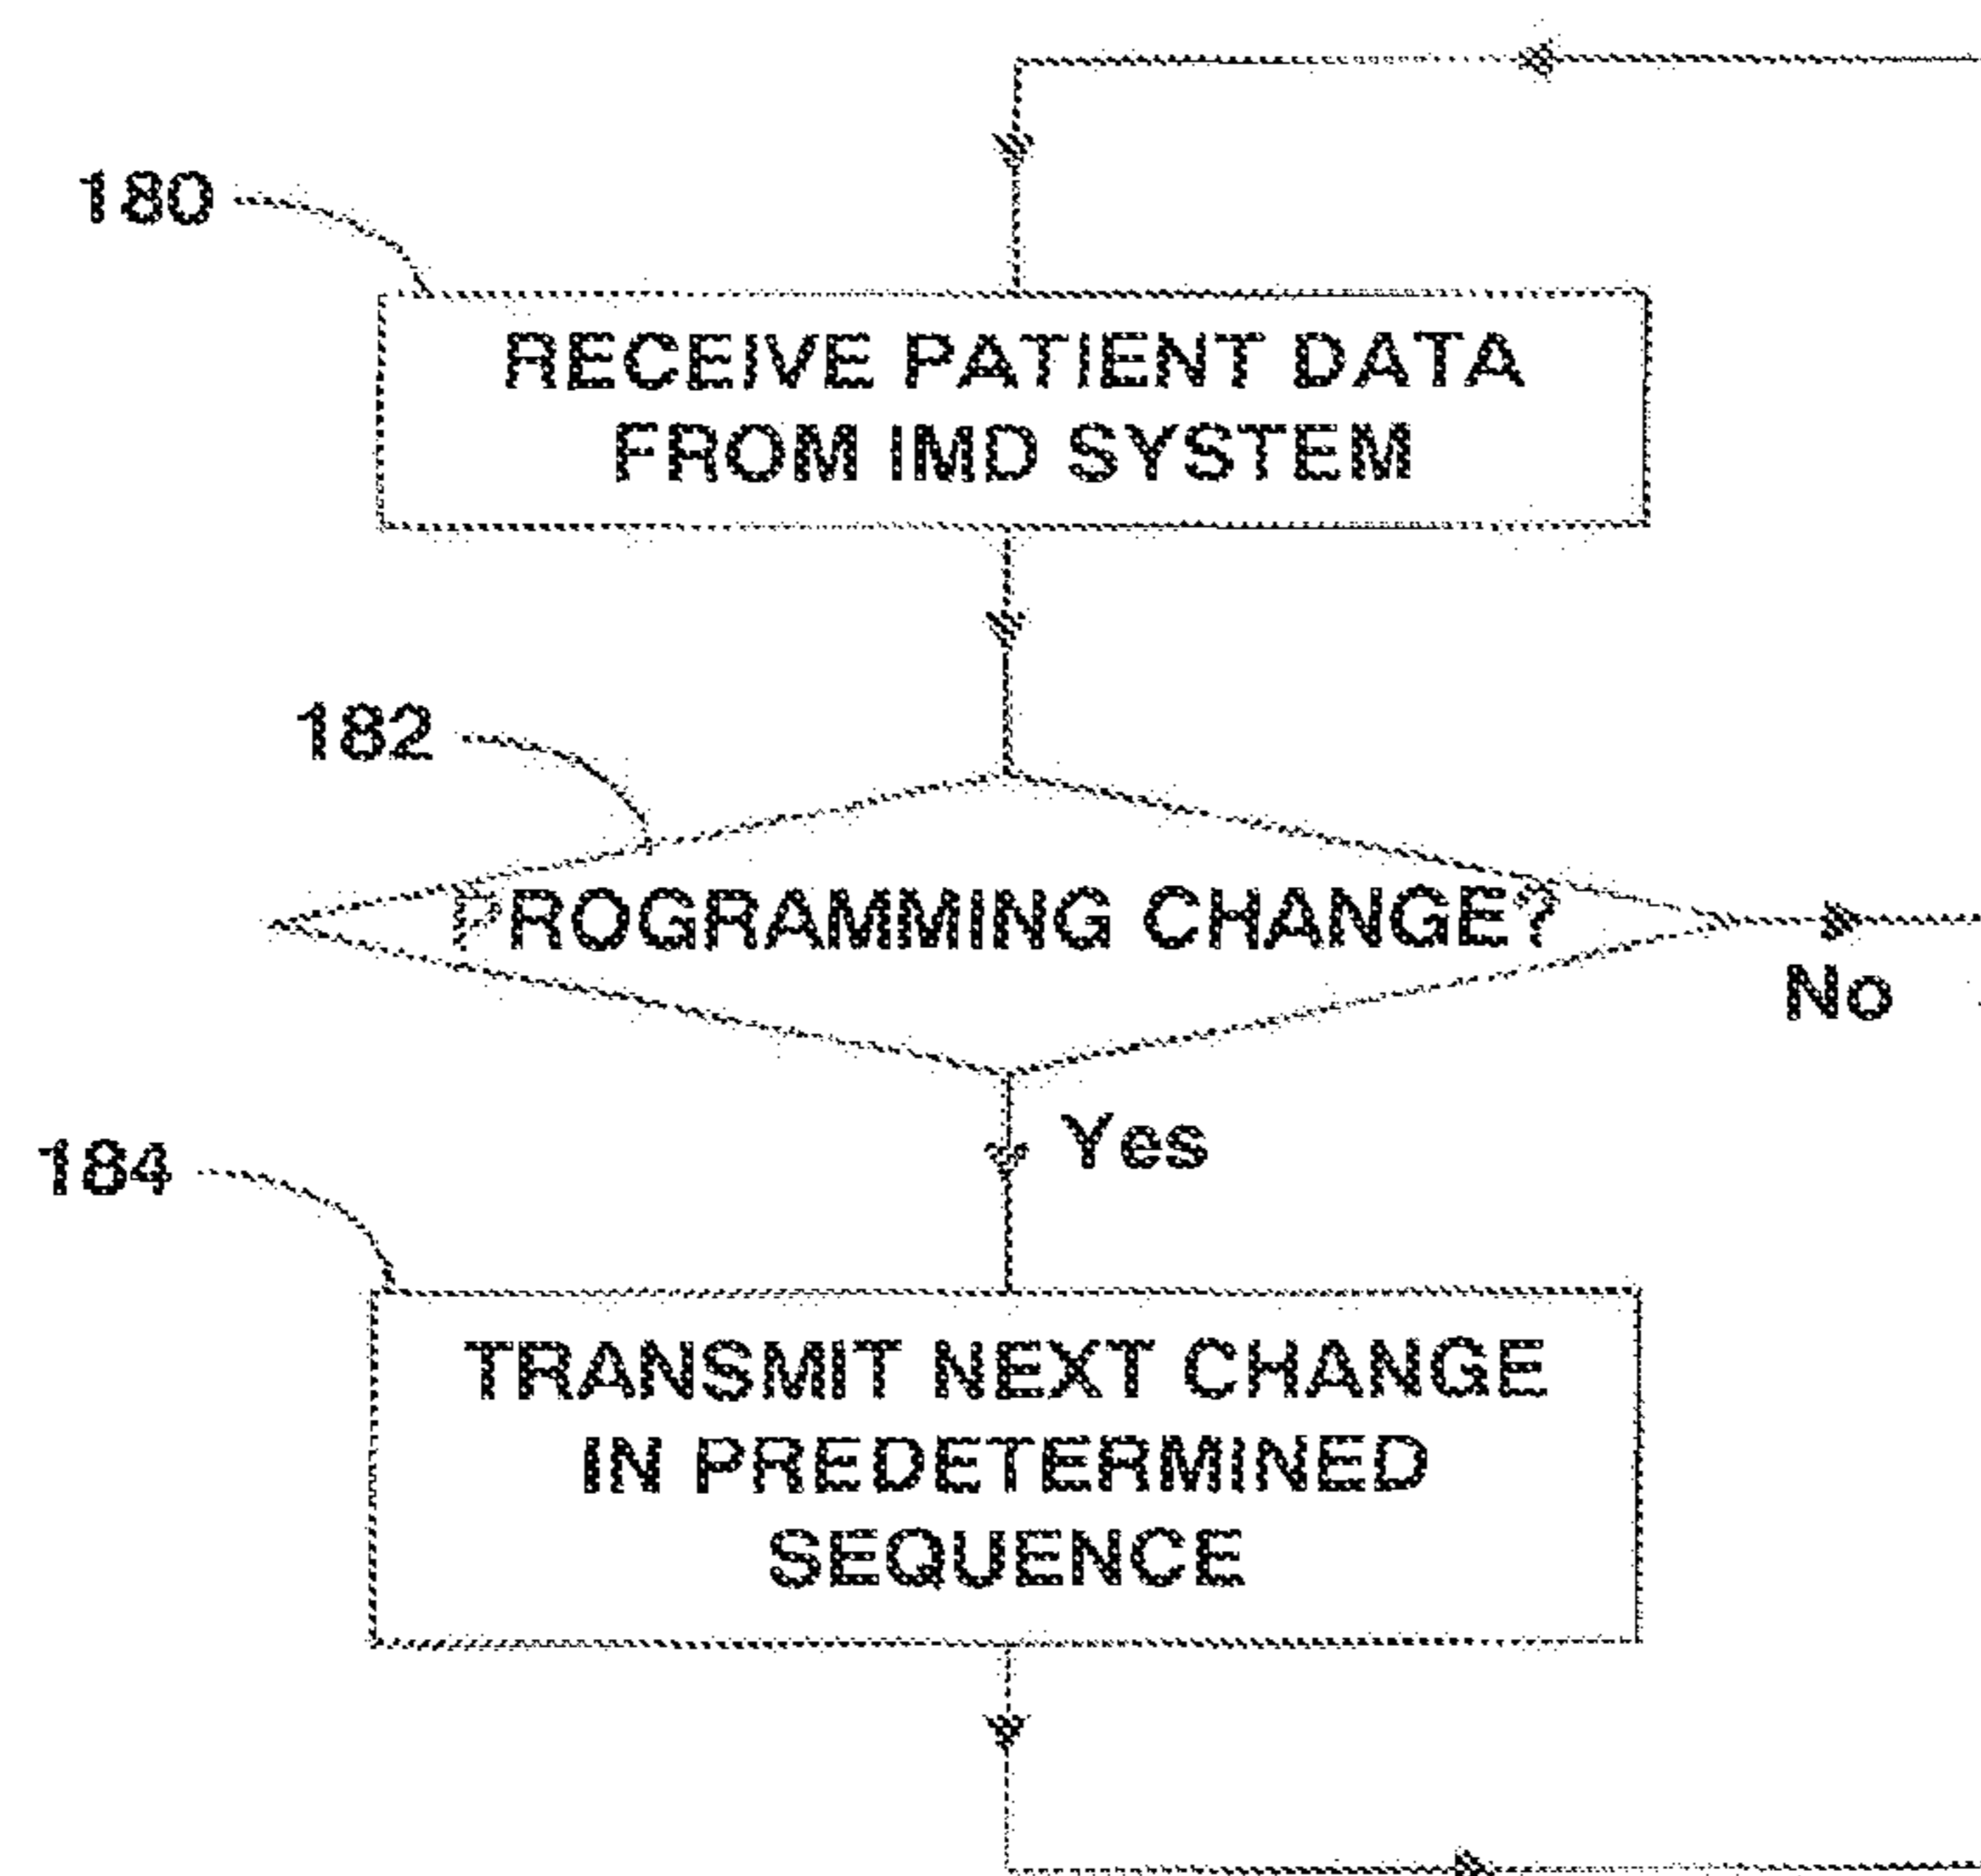 180
RECEIVE PATIENT DATA
FROM IMD SYSTEM
182
PROGRAMMING CHANGE?
No
Yes
184
TRANSMIT NEXT CHANGE
IN PREDETERMINED
SEQUENCE